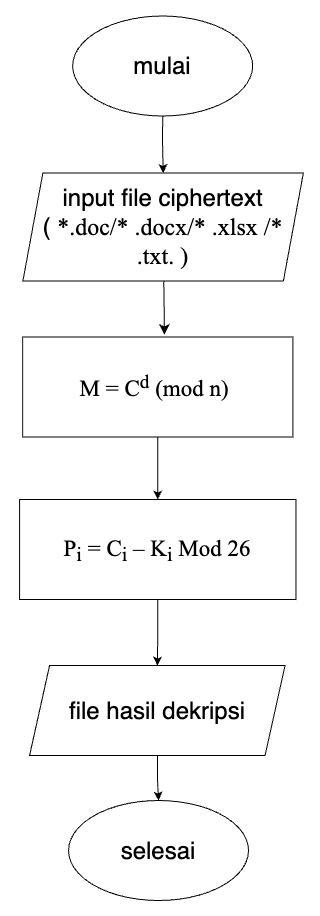 mulai
input file ciphertext
( *.doc/* .docx/* .xlsx /*
.txt. )
M = Cᵈ (mod n)
Pᵢ = Cᵢ – Kᵢ Mod 26
file hasil dekripsi
selesai